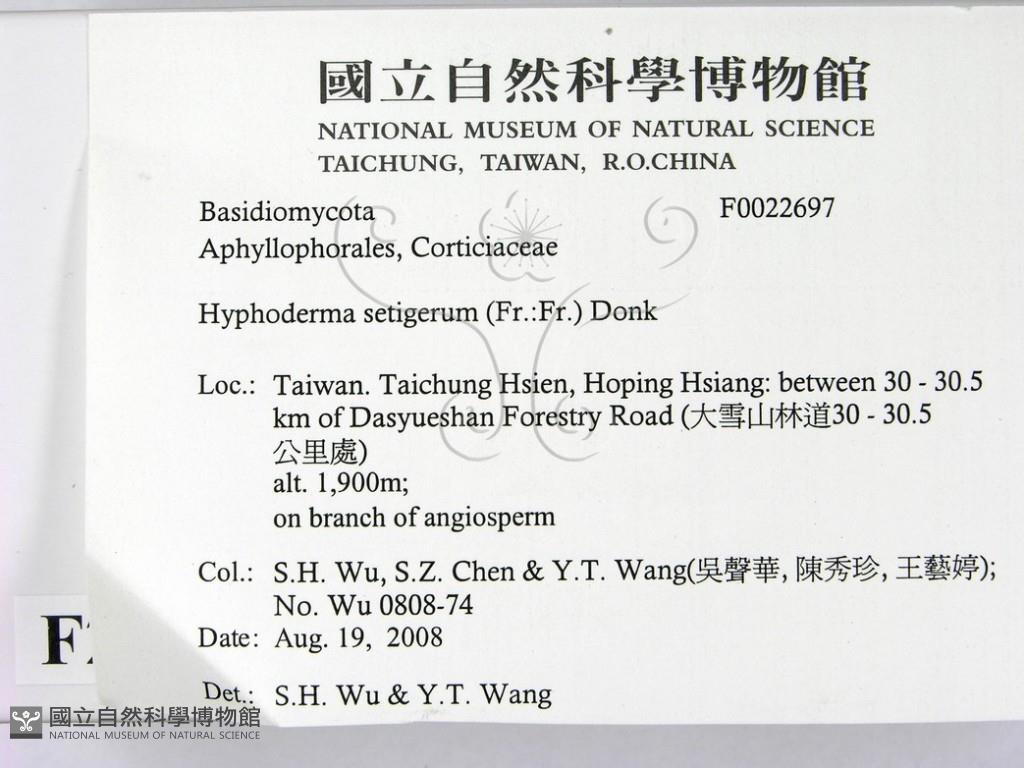 國立自然科學博物館
NATIONAL MUSEUM OF NATURAL SCIENCE
TAICHUNG, TAIWAN, R.O.CHINA
Basidiomycota F0022697
Aphyllophorales, Corticiaceae
Hyphoderma setigerum (Fr.:Fr.) Donk
Loc.: Taiwan. Taichung Hsien, Hoping Hsiang: between 30 - 30.5
km of Dasyueshan Forestry Road (大雪山林道30 - 30.5
公里處)
alt. 1,900m;
on branch of angiosperm
Col.: S.H. Wu, S.Z. Chen & Y.T. Wang(吳聲華, 陳秀珍, 王藝婷);
No. Wu 0808-74
Date: Aug. 19, 2008
Det.: S.H. Wu & Y.T. Wang
F
國立自然科學博物館
NATIONAL MUSEUM OF NATURAL SCIENCE